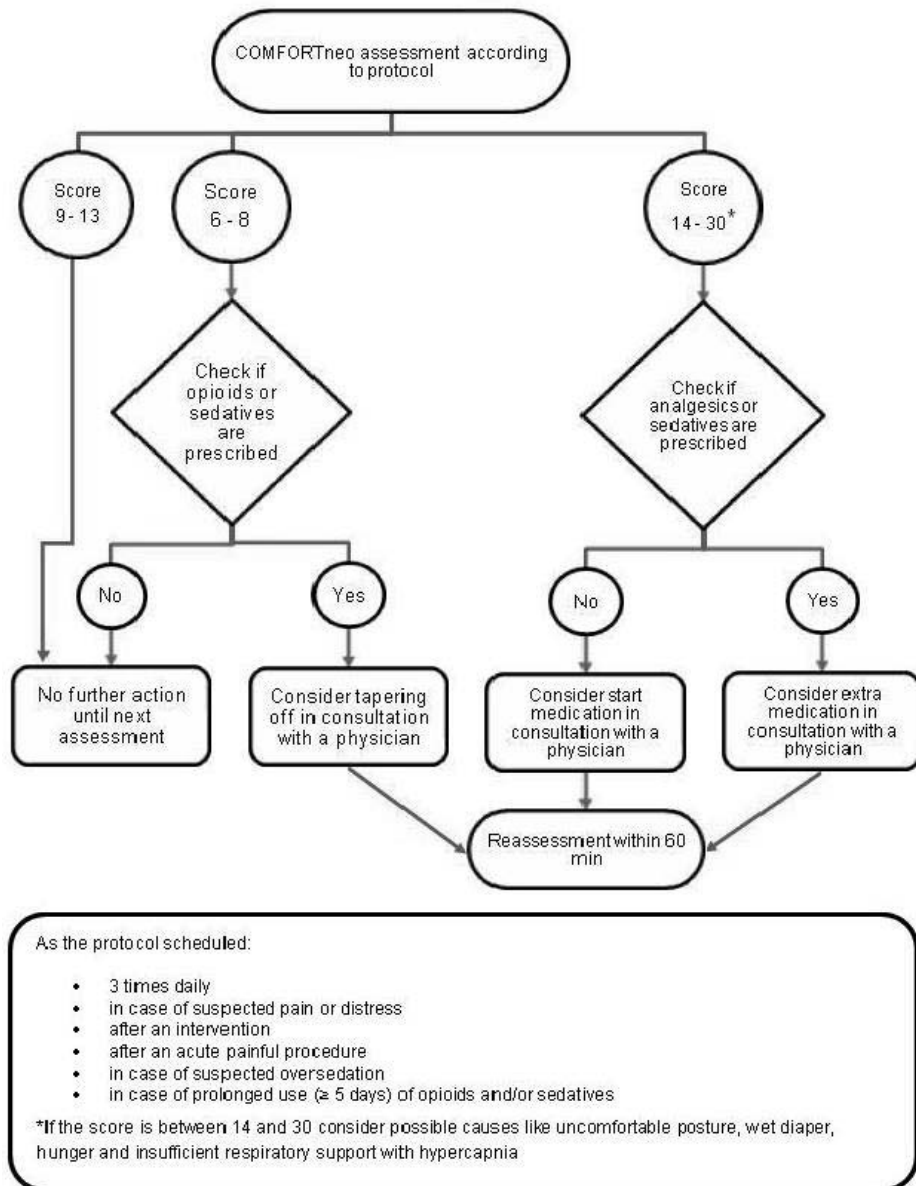 COMFORTneo assessment according
to protocol
Score
9 - 13
Score
6 - 8
Score
14 - 30*
Check if
opioids or
sedatives
are
prescribed
Check if
analgesics or
sedatives are
prescribed
No
Yes
No
Yes
No further action
until next
assessment
Consider tapering
off in consultation
with a physician
Consider start
medication in
consultation with a
physician
Consider extra
medication in
consultation with a
physician
Reassessment within 60
min
As the protocol scheduled:
• 3 times daily
• in case of suspected pain or distress
• after an intervention
• after an acute painful procedure
• in case of suspected oversedation
• in case of prolonged use (≥ 5 days) of opioids and/or sedatives
*If the score is between 14 and 30 consider possible causes like uncomfortable posture, wet diaper,
hunger and insufficient respiratory support with hypercapnia